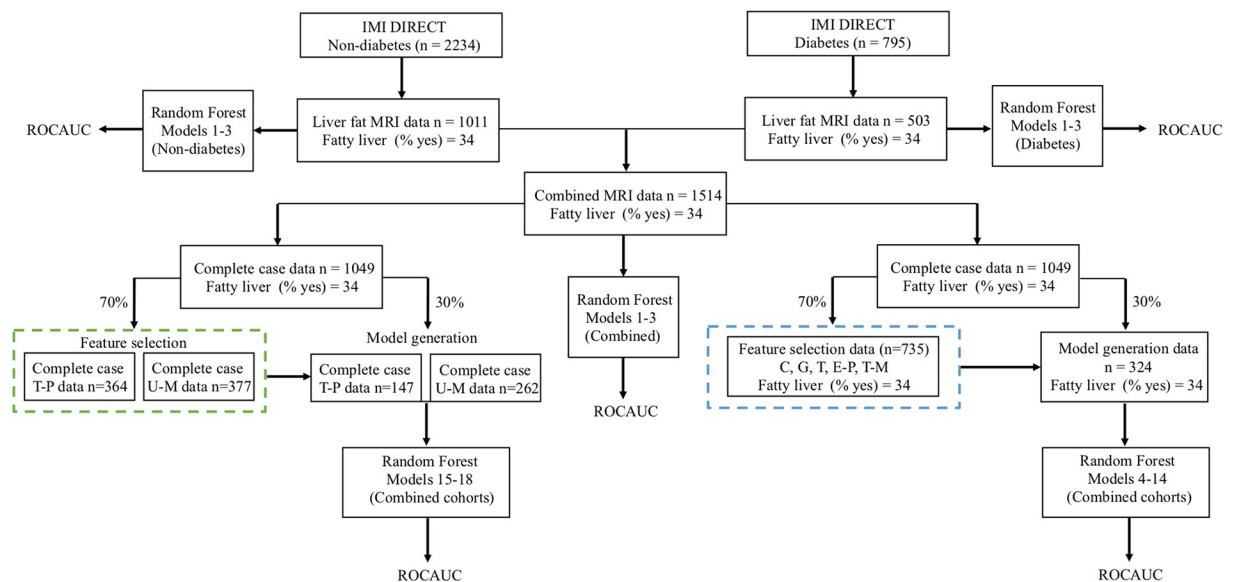 IMI DIRECT
Non-diabetes (n = 2234)
IMI DIRECT
Diabetes (n = 795)
ROCAUC
Random Forest
Models 1-3
(Non-diabetes)
Liver fat MRI data n = 1011
Fatty liver (% yes) = 34
Liver fat MRI data n = 503
Fatty liver (% yes) = 34
Random Forest
Models 1-3
(Diabetes)
ROCAUC
Combined MRI data n = 1514
Fatty liver (% yes) = 34
Complete case data n = 1049
Fatty liver (% yes) = 34
Random Forest
Models 1-3
(Combined)
ROCAUC
Complete case data n = 1049
Fatty liver (% yes) = 34
70%
30%
Feature selection
Complete case
T-P data n=364
Complete case
U-M data n=377
Model generation
Complete case
T-P data n=147
Complete case
U-M data n=262
Random Forest
Models 15-18
(Combined cohorts)
ROCAUC
70%
30%
Feature selection data (n=735)
C, G, T, E-P, T-M
Fatty liver (% yes) = 34
Model generation data
n = 324
Fatty liver (% yes) = 34
Random Forest
Models 4-14
(Combined cohorts)
ROCAUC